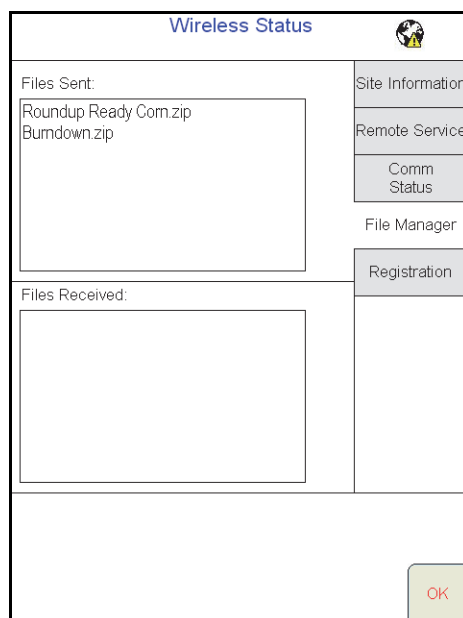 Wireless Status
Files Sent:
Roundup Ready Corn.zip
Burndown.zip
Files Received:
Site Information
Remote Service
Comm
Status
File Manager
Registration
OK